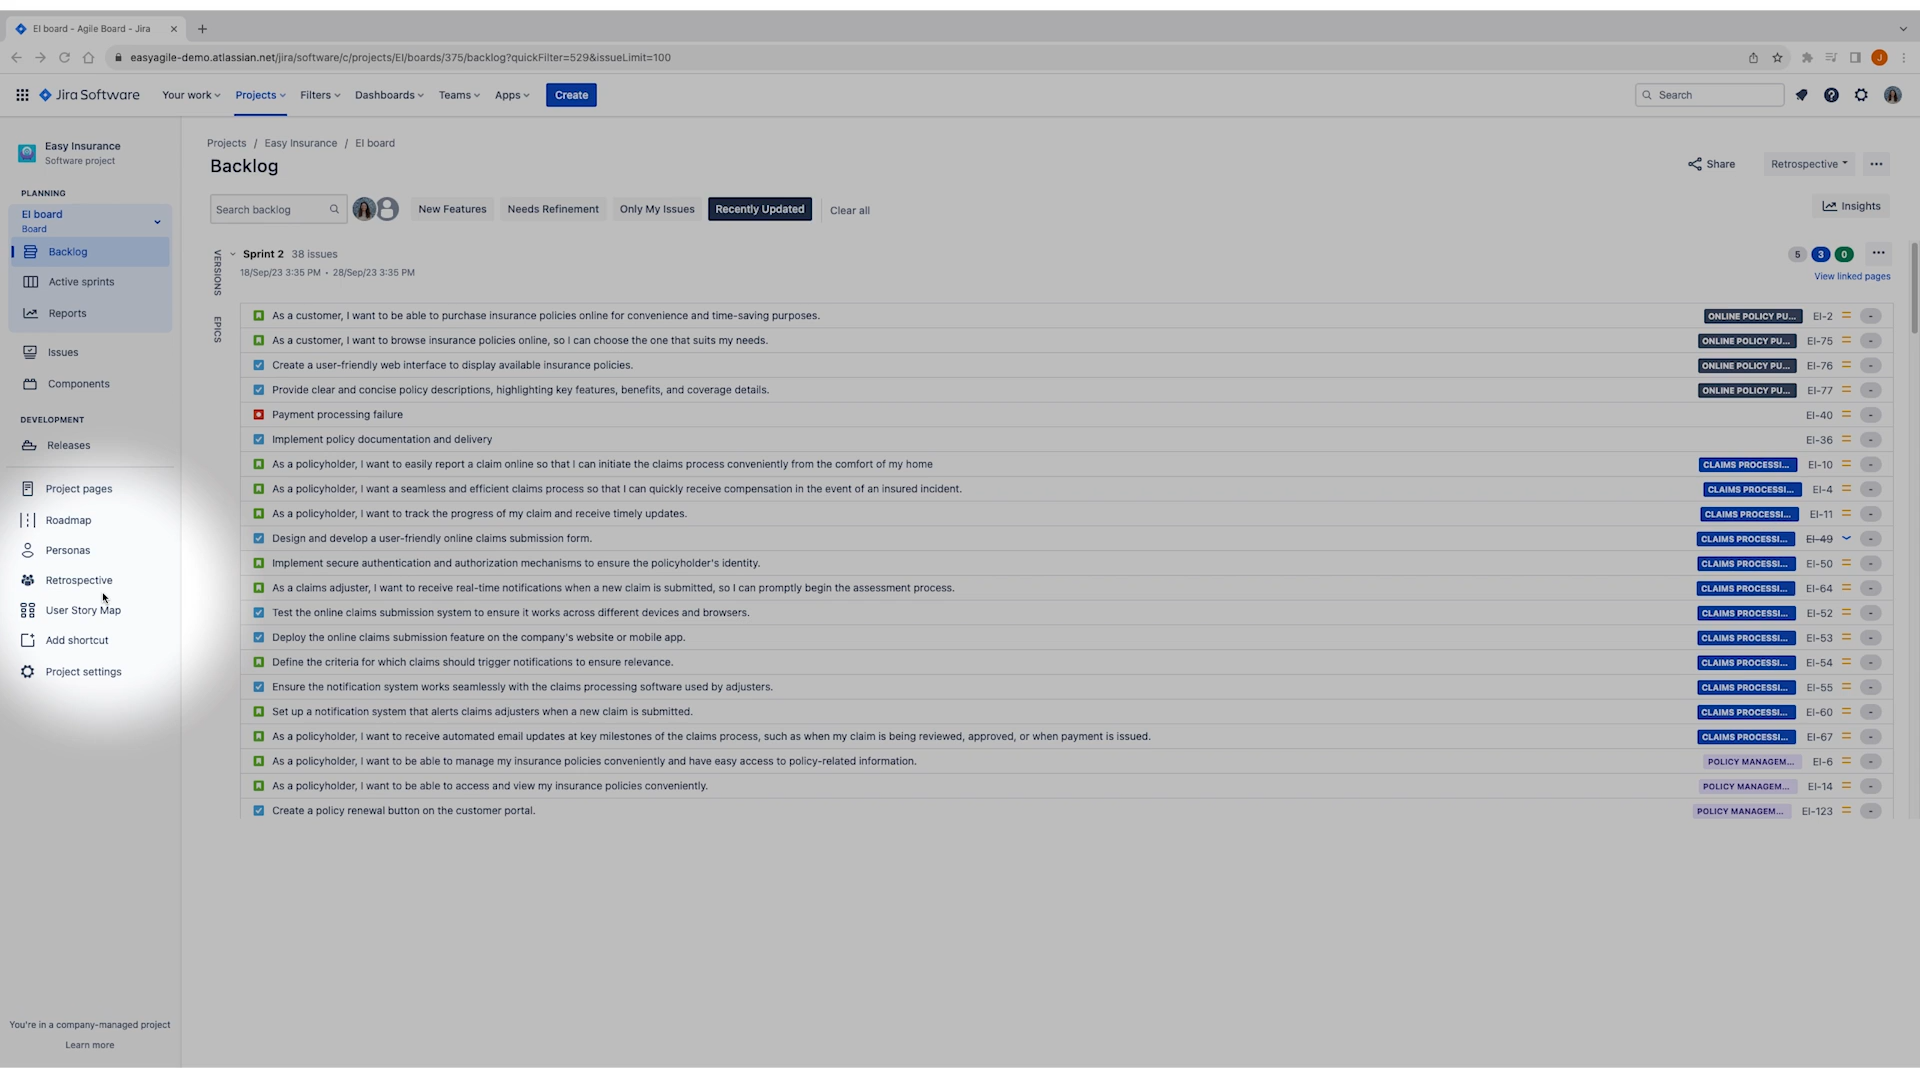 EI board - Agile Board - Jira
easyagile-demo.atlassian.net/jira/software/c/projects/EI/boards/375/backlog?quickFilter=529&issueLimit=100
J
Jira Software
Your work
Projects
Filters
Dashboards
Teams
Apps
Create
Search
Easy Insurance
Software project
PLANNING
EI board
Board
Backlog
Active sprints
Reports
Issues
Components
DEVELOPMENT
Releases
Project pages
Roadmap
Personas
Retrospective
User Story Map
Add shortcut
Project settings
You're in a company-managed project
Learn more
Projects / Easy Insurance / EI board
Backlog
Share
Retrospective
Search backlog
New Features
Needs Refinement
Only My Issues
Recently Updated
Clear all
Insights
VERSIONS
EPICS
Sprint 2 38 issues
5 3 0
18/Sep/23 3:35 PM • 28/Sep/23 3:35 PM
View linked pages
As a customer, I want to be able to purchase insurance policies online for convenience and time-saving purposes. ONLINE POLICY PU... EI-2 -
As a customer, I want to browse insurance policies online, so I can choose the one that suits my needs. ONLINE POLICY PU... EI-75 -
Create a user-friendly web interface to display available insurance policies. ONLINE POLICY PU... EI-76 -
Provide clear and concise policy descriptions, highlighting key features, benefits, and coverage details. ONLINE POLICY PU... EI-77 -
Payment processing failure EI-40 -
Implement policy documentation and delivery EI-36 -
As a policyholder, I want to easily report a claim online so that I can initiate the claims process conveniently from the comfort of my home CLAIMS PROCESSI... EI-10 -
As a policyholder, I want a seamless and efficient claims process so that I can quickly receive compensation in the event of an insured incident. CLAIMS PROCESSI... EI-4 -
As a policyholder, I want to track the progress of my claim and receive timely updates. CLAIMS PROCESSI... EI-11 -
Design and develop a user-friendly online claims submission form. CLAIMS PROCESSI... EI-49 -
Implement secure authentication and authorization mechanisms to ensure the policyholder's identity. CLAIMS PROCESSI... EI-50 -
As a claims adjuster, I want to receive real-time notifications when a new claim is submitted, so I can promptly begin the assessment process. CLAIMS PROCESSI... EI-64 -
Test the online claims submission system to ensure it works across different devices and browsers. CLAIMS PROCESSI... EI-52 -
Deploy the online claims submission feature on the company's website or mobile app. CLAIMS PROCESSI... EI-53 -
Define the criteria for which claims should trigger notifications to ensure relevance. CLAIMS PROCESSI... EI-54 -
Ensure the notification system works seamlessly with the claims processing software used by adjusters. CLAIMS PROCESSI... EI-55 -
Set up a notification system that alerts claims adjusters when a new claim is submitted. CLAIMS PROCESSI... EI-60 -
As a policyholder, I want to receive automated email updates at key milestones of the claims process, such as when my claim is being reviewed, approved, or when payment is issued. CLAIMS PROCESSI... EI-67 -
As a policyholder, I want to be able to manage my insurance policies conveniently and have easy access to policy-related information. POLICY MANAGEM... EI-6 -
As a policyholder, I want to be able to access and view my insurance policies conveniently. POLICY MANAGEM... EI-14 -
Create a policy renewal button on the customer portal. POLICY MANAGEM... EI-123 -